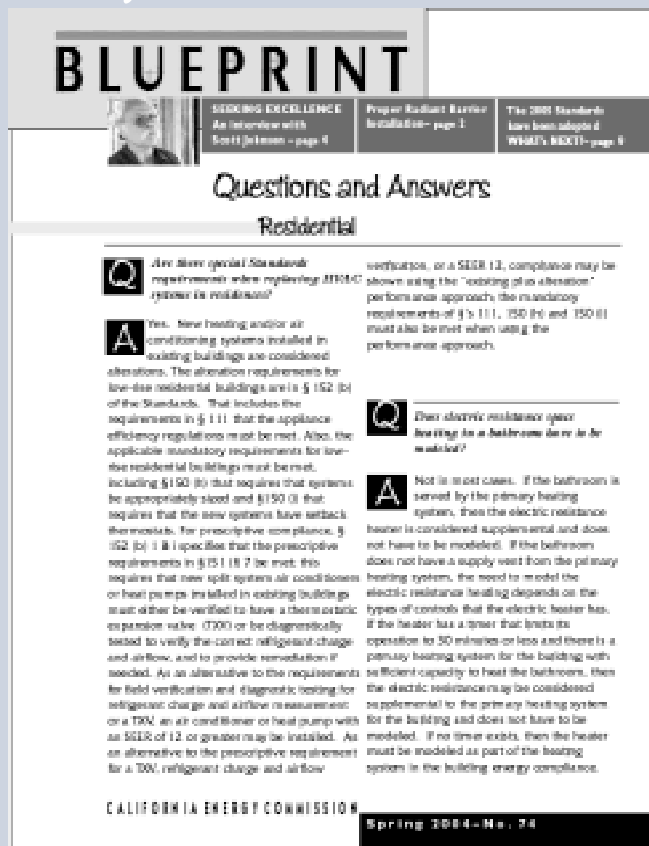 BLUEPRINT
SEEKING EXCELLENCE
An Interview with
Scott Johnson – page 4
Proper Radiant Barrier
Installation– page 2
The 2005 Standards
have been adopted
WHAT's NEXT?–page 6
Questions and Answers
Residential
Q
Are there special Standards
requirements when replacing HVAC
systems in residences?
A
Yes. New heating and/or air
conditioning systems installed in
existing buildings are considered
alterations. The alteration requirements for
low-rise residential buildings are in § 152 (b)
of the Standards. That includes the
requirements in § 111 that the appliance
efficiency regulations must be met. Also, the
applicable mandatory requirements for low-
rise residential buildings must be met,
including §150 (h) that requires that systems
be appropriately sized and §150 (i) that
requires that the new systems have setback
thermostats. For prescriptive compliance, §
152 (b) 1 B i specifies that the prescriptive
requirements in §151 (f) 7 be met; this
requires that new split system air conditioners
or heat pumps installed in existing buildings
must either be verified to have a thermostatic
expansion valve (TXV) or be diagnostically
tested to verify the correct refrigerant charge
and airflow, and to provide remediation if
needed. As an alternative to the requirements
for field verification and diagnostic testing for
refrigerant charge and airflow measurement
or a TXV, an air conditioner or heat pump with
an SEER of 12 or greater may be installed. As
an alternative to the prescriptive requirement
for a TXV, refrigerant charge and airflow
verification, or a SEER 12, compliance may be
shown using the "existing plus alteration"
performance approach; the mandatory
requirements of §'s 111, 150 (h) and 150 (i)
must also be met when using the
performance approach.
Q
Does electric resistance space
heating in a bathroom have to be
modeled?
A
Not in most cases. If the bathroom is
served by the primary heating
system, then the electric resistance
heater is considered supplemental and does
not have to be modeled. If the bathroom
does not have a supply vent from the primary
heating system, the need to model the
electric resistance heating depends on the
types of controls that the electric heater has.
If the heater has a timer that limits its
operation to 30 minutes or less and there is a
primary heating system for the building with
sufficient capacity to heat the bathroom, then
the electric resistance may be considered
supplemental to the primary heating system
for the building and does not have to be
modeled. If no timer exists, then the heater
must be modeled as part of the heating
system in the building energy compliance.
CALIFORNIA ENERGY COMMISSION
Spring 2004–No. 74